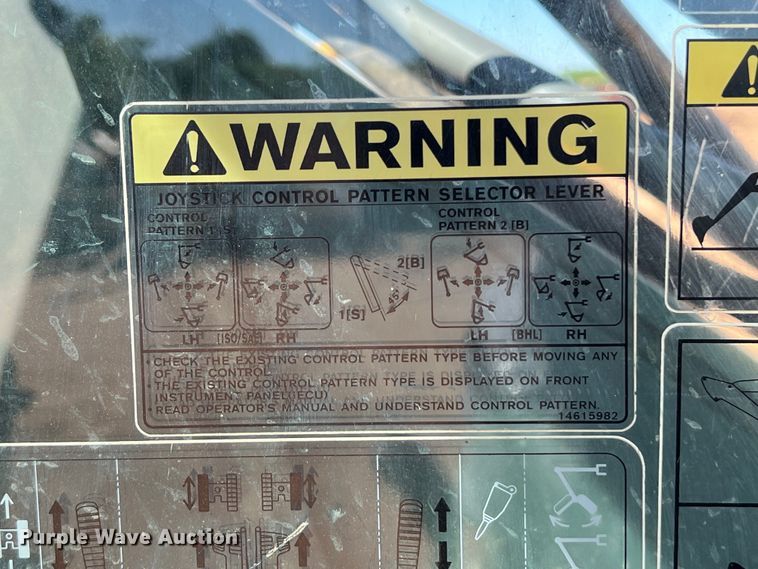 WARNING
JOYSTICK CONTROL PATTERN SELECTOR LEVER
CONTROL
PATTERN 1 [S]
CONTROL
PATTERN 2 [B]
2[B]
45°
1[S]
LH [ISO/SAE] RH
LH [BHL] RH
• CHECK THE EXISTING CONTROL PATTERN TYPE BEFORE MOVING ANY
OF THE CONTROL
• THE EXISTING CONTROL PATTERN TYPE IS DISPLAYED ON FRONT
INSTRUMENT PANEL(IECU)
• READ OPERATOR'S MANUAL AND UNDERSTAND CONTROL PATTERN.
14615982
Purple Wave Auction